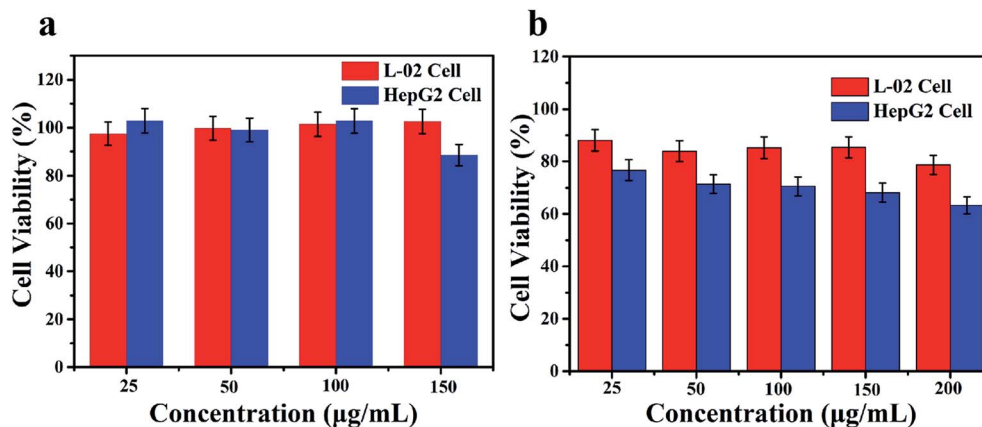 a
Cell Viability (%)
120
100
80
60
40
20
0
L-02 Cell
HepG2 Cell
25 50 100 150
Concentration (μg/mL)
b
Cell Viability (%)
120
100
80
60
40
20
0
L-02 Cell
HepG2 Cell
25 50 100 150 200
Concentration (μg/mL)